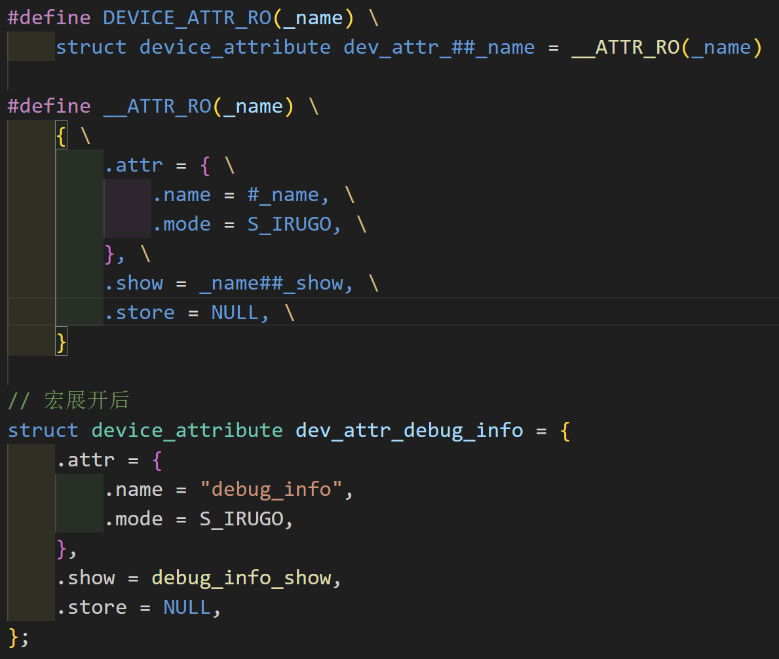 #define DEVICE_ATTR_RO(_name) \
    struct device_attribute dev_attr_##_name = __ATTR_RO(_name)
#define __ATTR_RO(_name) \
    { \
        .attr = { \
            .name = #_name, \
            .mode = S_IRUGO, \
        }, \
        .show = _name##_show, \
        .store = NULL, \
    }
// 宏展开后
struct device_attribute dev_attr_debug_info = {
    .attr = {
        .name = "debug_info",
        .mode = S_IRUGO,
    },
    .show = debug_info_show,
    .store = NULL,
};